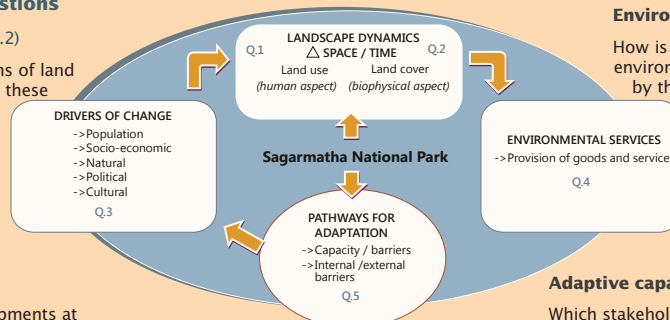 stions
.2)
ns of land
these
Enviro
How is
environ
by th
Q.1
LANDSCAPE DYNAMICS
△ SPACE / TIME
Q.2
Land use
(human aspect)
Land cover
(biophysical aspect)
DRIVERS OF CHANGE
->Population
->Socio-economic
->Natural
->Political
->Cultural
Q.3
Sagarmatha National Park
ENVIRONMENTAL SERVICES
->Provision of goods and service
Q.4
PATHWAYS FOR
ADAPTATION
->Capacity / barriers
->Internal /external
barriers
Q.5
Adaptive capa
Which stakehol
pments at